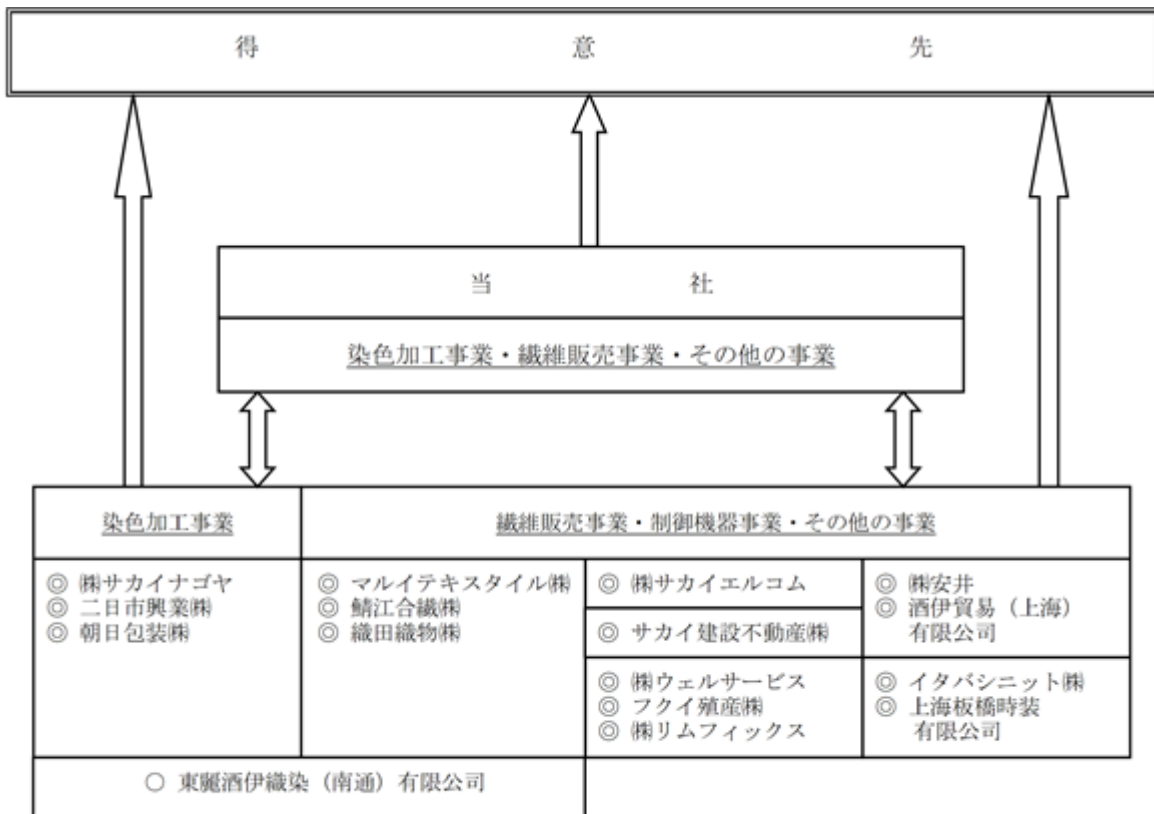 得意先
当社
染色加工事業・繊維販売事業・その他の事業
染色加工事業
繊維販売事業・制御機器事業・その他の事業
◎ ㈱サカイナゴヤ
◎ 二日市興業㈱
◎ 朝日包装㈱
◎ マルイテキスタイル㈱
◎ 鯖江合繊㈱
◎ 織田織物㈱
◎ ㈱サカイエルコム
◎ サカイ建設不動産㈱
◎ ㈱ウェルサービス
◎ フクイ殖産㈱
◎ ㈱リムフィックス
◎ ㈱安井
◎ 酒伊貿易（上海）
有限公司
◎ イタバシニット㈱
◎ 上海板橋時装
有限公司
○ 東麗酒伊織染（南通）有限公司